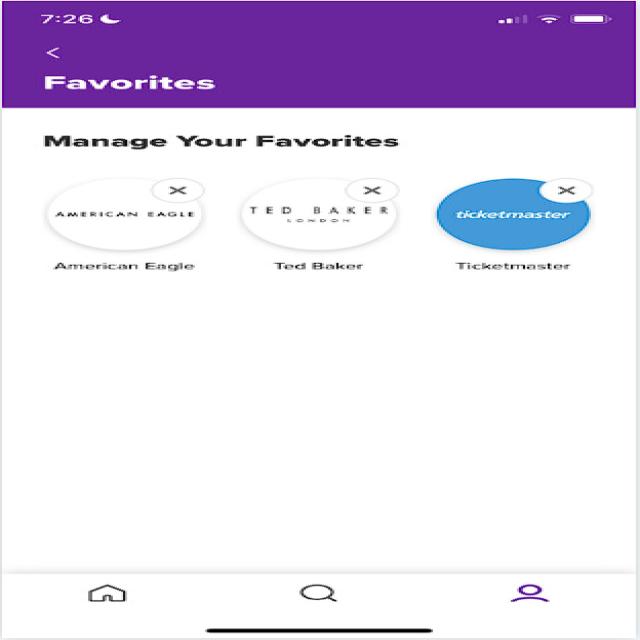 7:26
Favorites
Manage Your Favorites
AMERICAN EAGLE
TED BAKER
LONDON
ticketmaster
American Eagle
Ted Baker
Ticketmaster